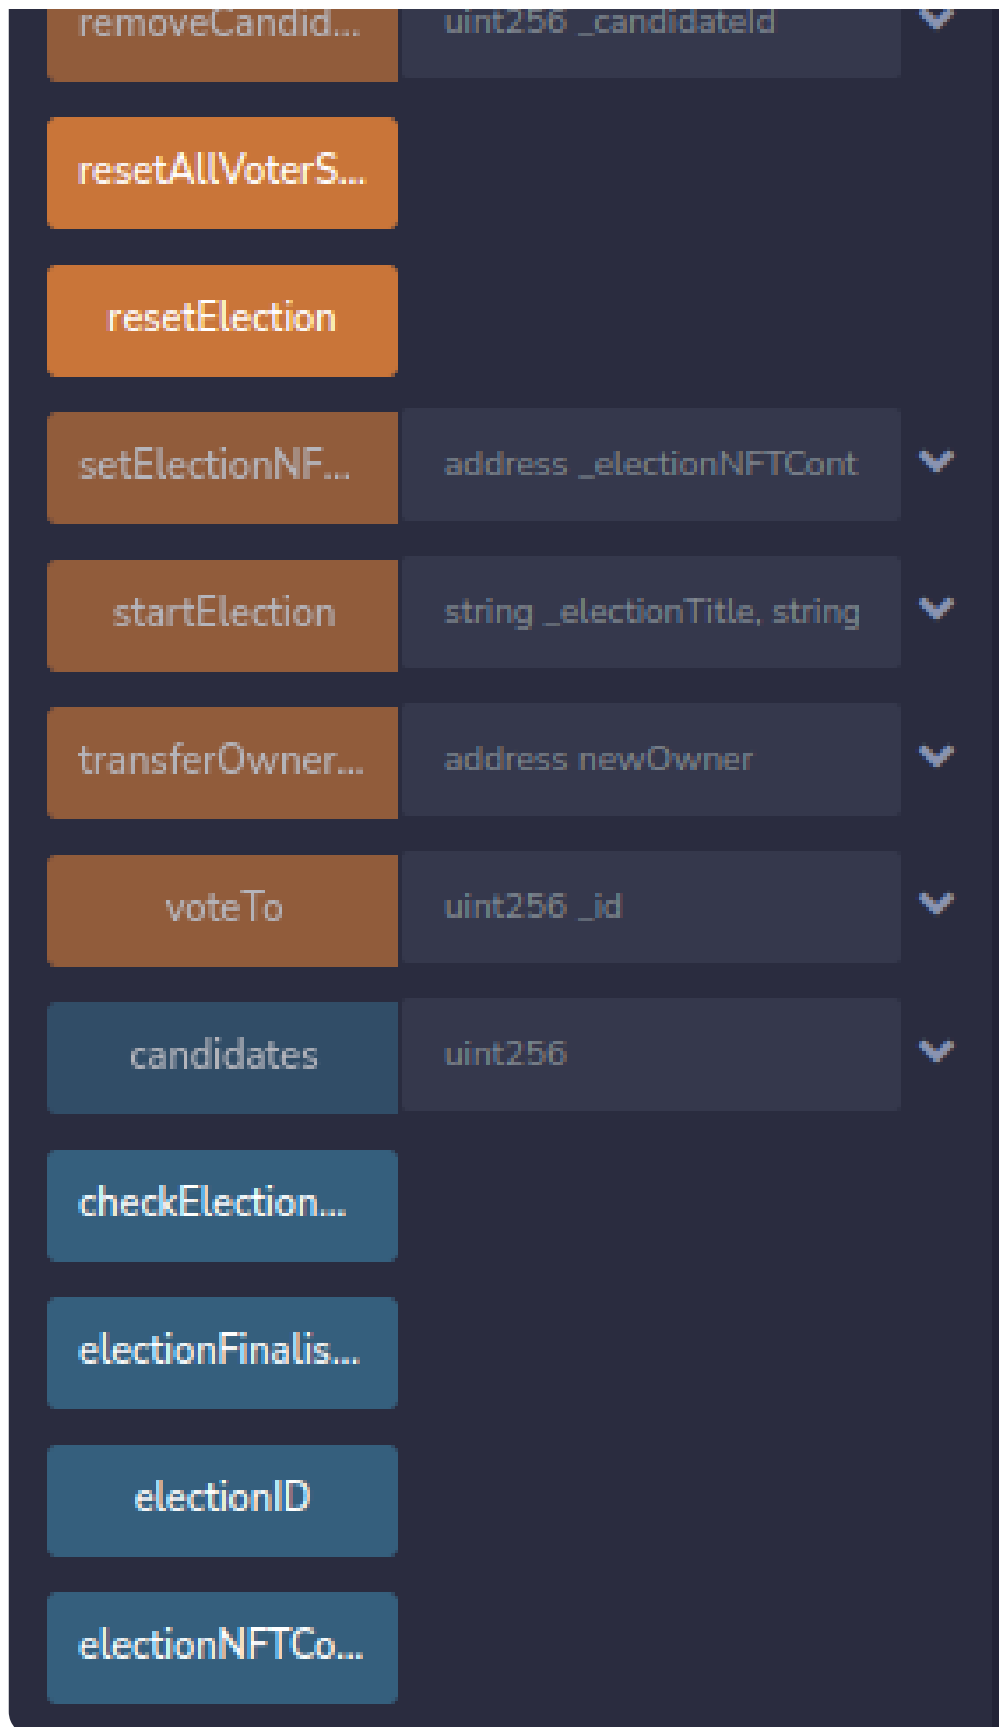 removeCandid... uint256 _candidateId
resetAllVoterS...
resetElection
setElectionNF... address _electionNFTCont
startElection string _electionTitle, string
transferOwner... address newOwner
voteTo uint256 _id
candidates uint256
checkElection...
electionFinalis...
electionID
electionNFTCo...